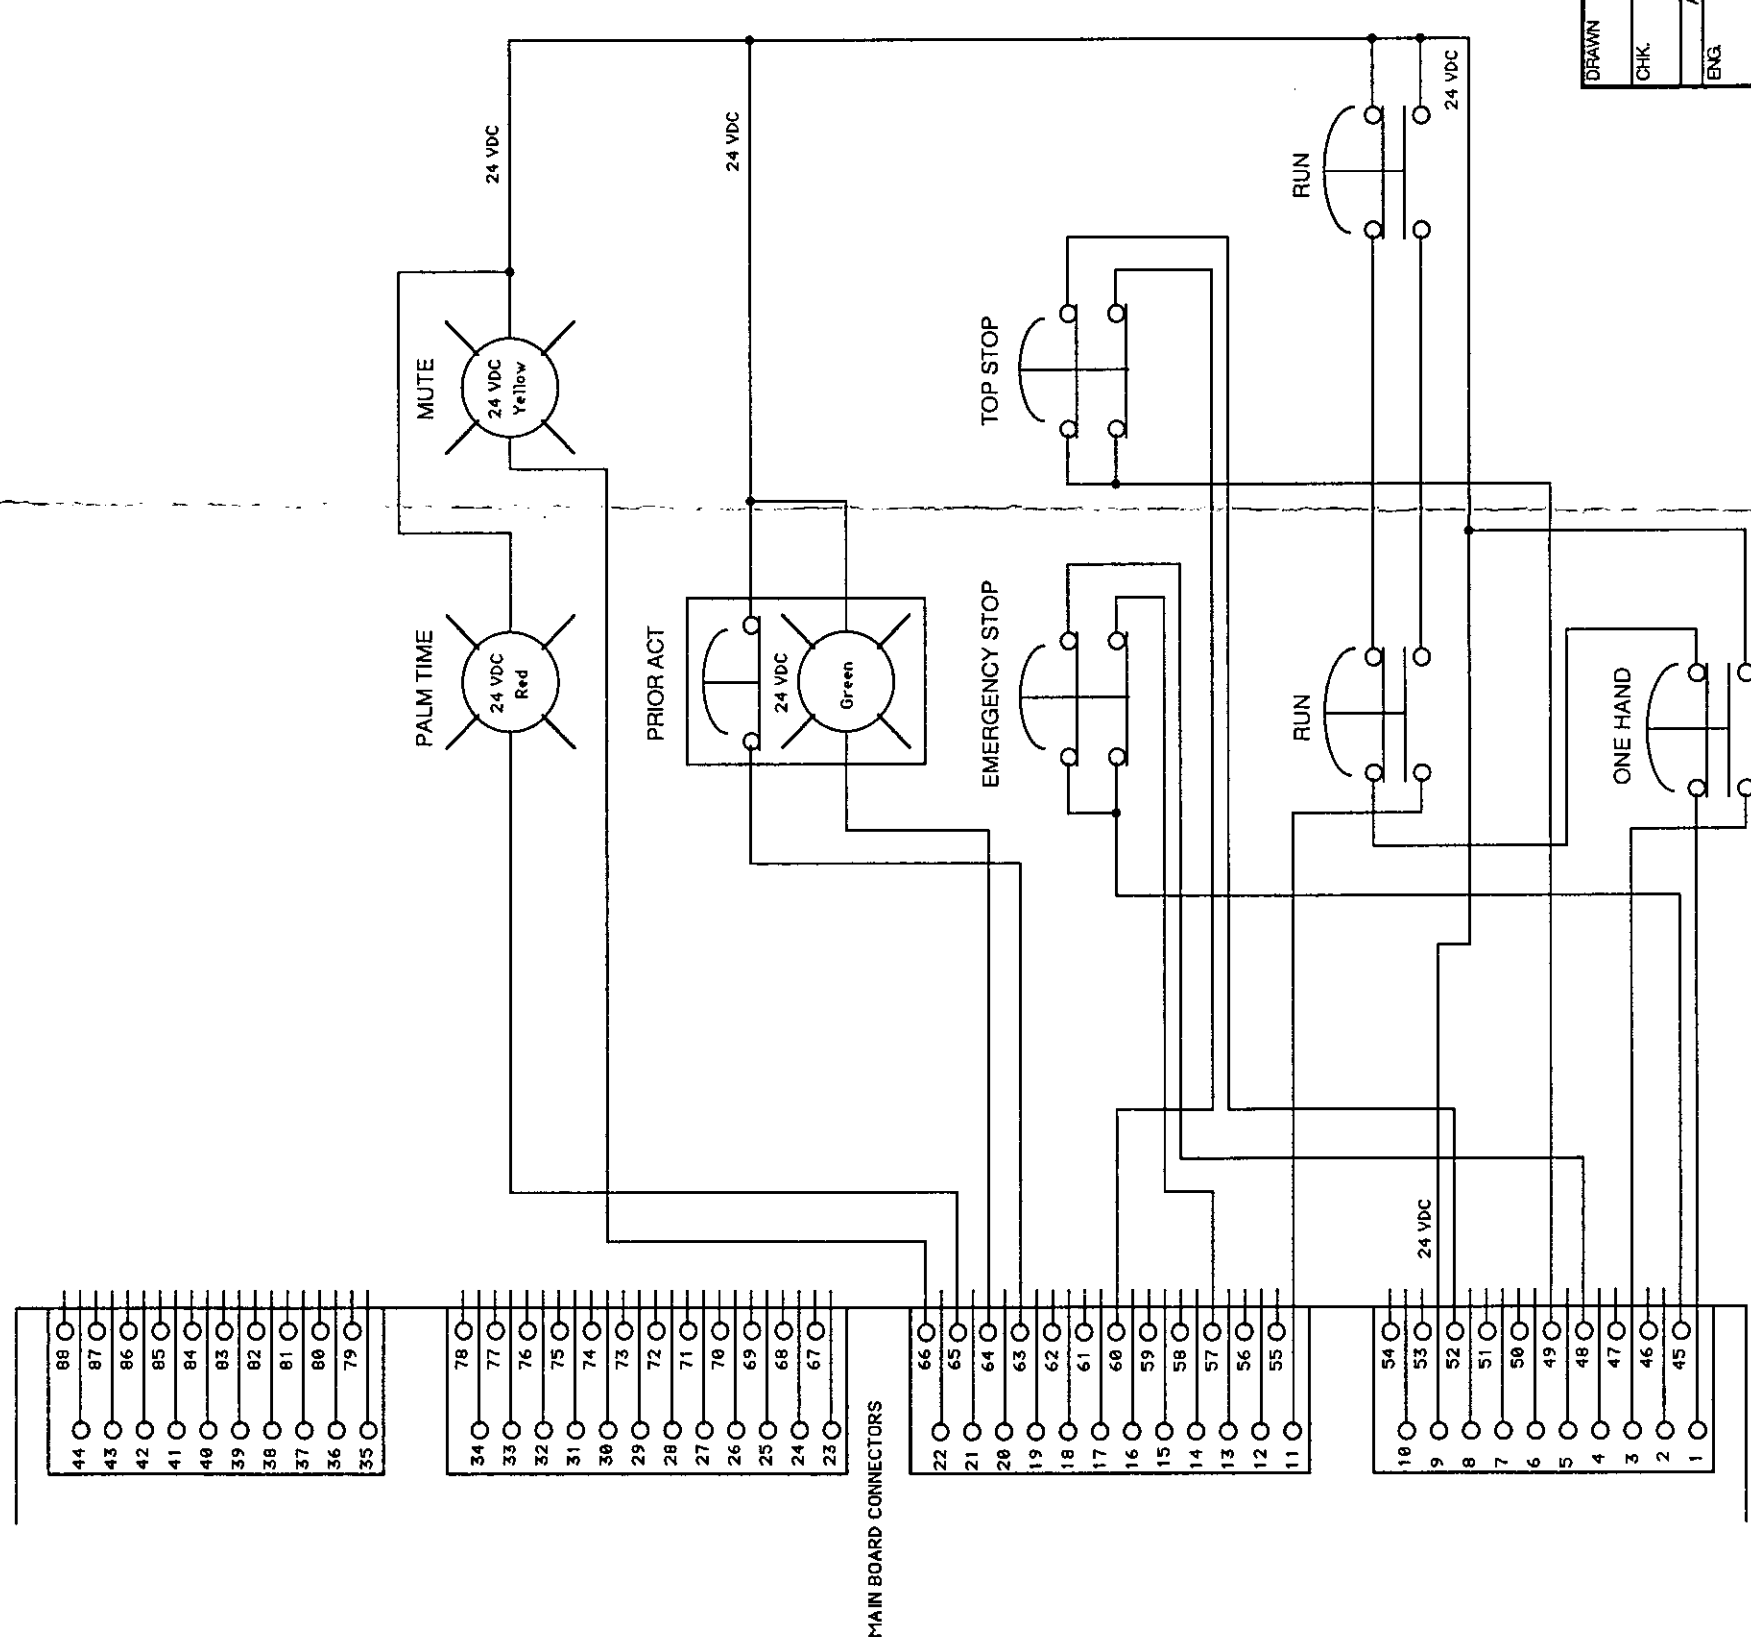 DRAWN
CHK.
ENG.
24 VDC
24 VDC
24 VDC
MUTE
24 VDC
Yellow
PALM TIME
24 VDC
Red
PRIOR ACT
24 VDC
Green
TOP STOP
EMERGENCY STOP
RUN
RUN
ONE HAND
24 VDC
88 87 86 85 84 83 82 81 80 79
44 43 42 41 40 39 38 37 36 35
78 77 76 75 74 73 72 71 70 69 68 67
34 33 32 31 30 29 28 27 26 25 24 23
66 65 64 63 62 61 60 59 58 57 56 55
22 21 20 19 18 17 16 15 14 13 12 11
54 53 52 51 50 49 48 47 46 45
10 9 8 7 6 5 4 3 2 1
MAIN BOARD CONNECTORS